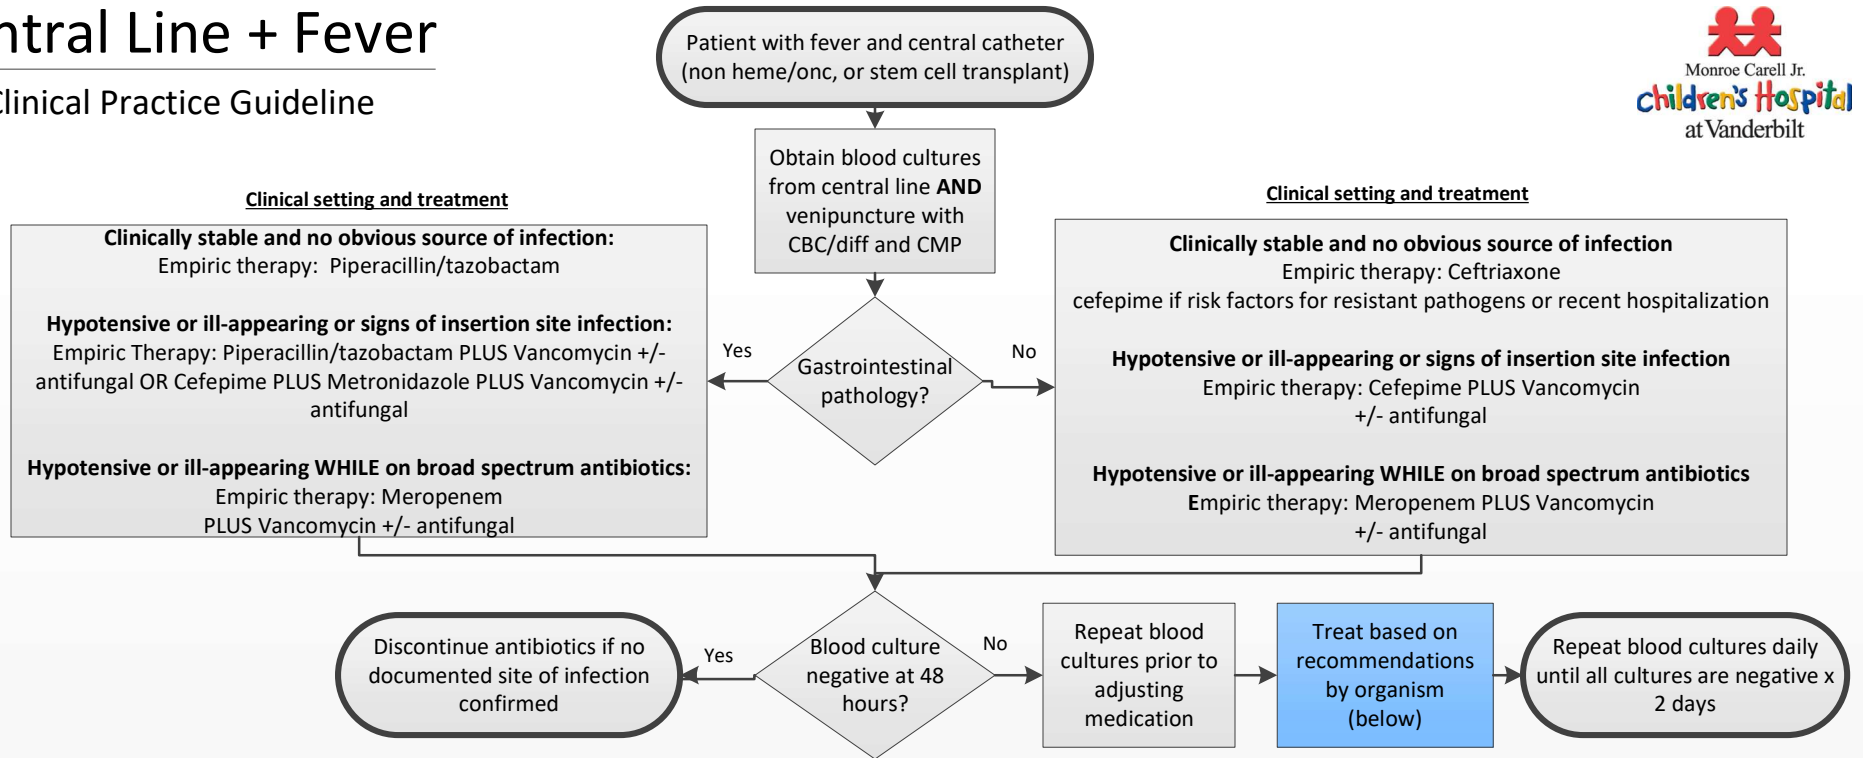 ntral Line + Fever
Clinical Practice Guideline
Patient with fever and central catheter
(non heme/onc, or stem cell transplant)
Monroe Carell Jr.
Children's Hospital
at Vanderbilt
Obtain blood cultures
from central line AND
venipuncture with
CBC/diff and CMP
Clinical setting and treatment
Clinically stable and no obvious source of infection:
Empiric therapy: Piperacillin/tazobactam
Hypotensive or ill-appearing or signs of insertion site infection:
Empiric Therapy: Piperacillin/tazobactam PLUS Vancomycin +/-
antifungal OR Cefepime PLUS Metronidazole PLUS Vancomycin +/-
antifungal
Hypotensive or ill-appearing WHILE on broad spectrum antibiotics:
Empiric therapy: Meropenem
PLUS Vancomycin +/- antifungal
Yes
Gastrointestinal
pathology?
No
Clinical setting and treatment
Clinically stable and no obvious source of infection
Empiric therapy: Ceftriaxone
cefepime if risk factors for resistant pathogens or recent hospitalization
Hypotensive or ill-appearing or signs of insertion site infection
Empiric therapy: Cefepime PLUS Vancomycin
+/- antifungal
Hypotensive or ill-appearing WHILE on broad spectrum antibiotics
Empiric therapy: Meropenem PLUS Vancomycin
+/- antifungal
Discontinue antibiotics if no
documented site of infection
confirmed
Yes
Blood culture
negative at 48
hours?
No
Repeat blood
cultures prior to
adjusting
medication
Treat based on
recommendations
by organism
(below)
Repeat blood cultures daily
until all cultures are negative x
2 days